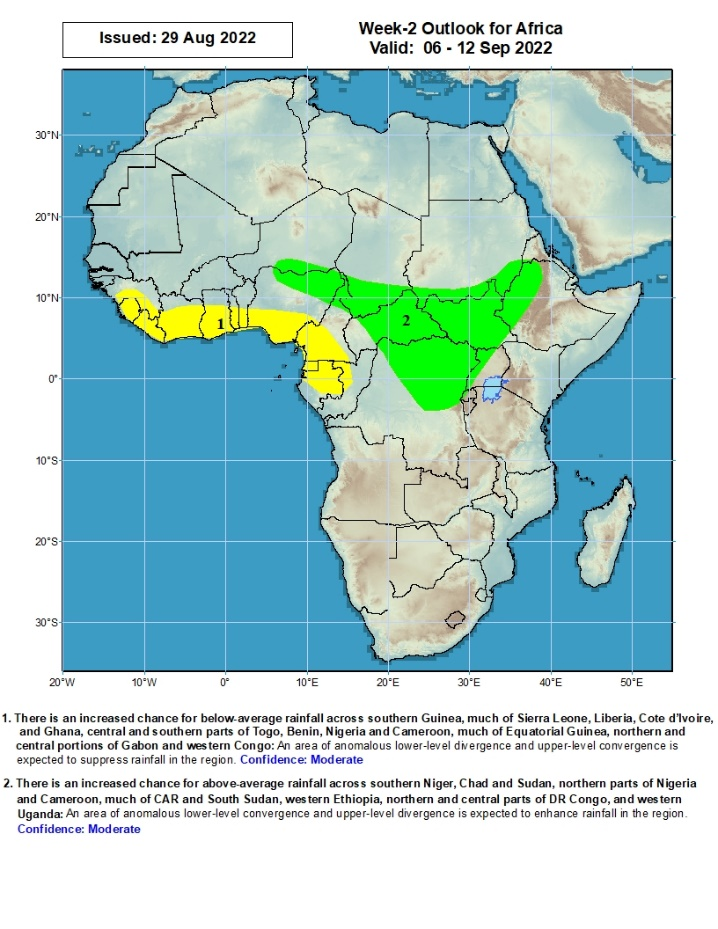 Issued: 29 Aug 2022
Week-2 Outlook for Africa
Valid: 06 - 12 Sep 2022
30°N
20°N
10°N
0°
10°S
20°S
30°S
1
2
20°W
10°W
0°
10°E
20°E
30°E
40°E
50°E
1. There is an increased chance for below-average rainfall across southern Guinea, much of Sierra Leone, Liberia, Cote d'Ivoire,
and Ghana, central and southern parts of Togo, Benin, Nigeria and Cameroon, much of Equatorial Guinea, northern and
central portions of Gabon and western Congo: An area of anomalous lower-level divergence and upper-level convergence is
expected to suppress rainfall in the region. Confidence: Moderate
2. There is an increased chance for above-average rainfall across southern Niger, Chad and Sudan, northern parts of Nigeria
and Cameroon, much of CAR and South Sudan, western Ethiopia, northern and central parts of DR Congo, and western
Uganda: An area of anomalous lower-level convergence and upper-level divergence is expected to enhance rainfall in the region.
Confidence: Moderate